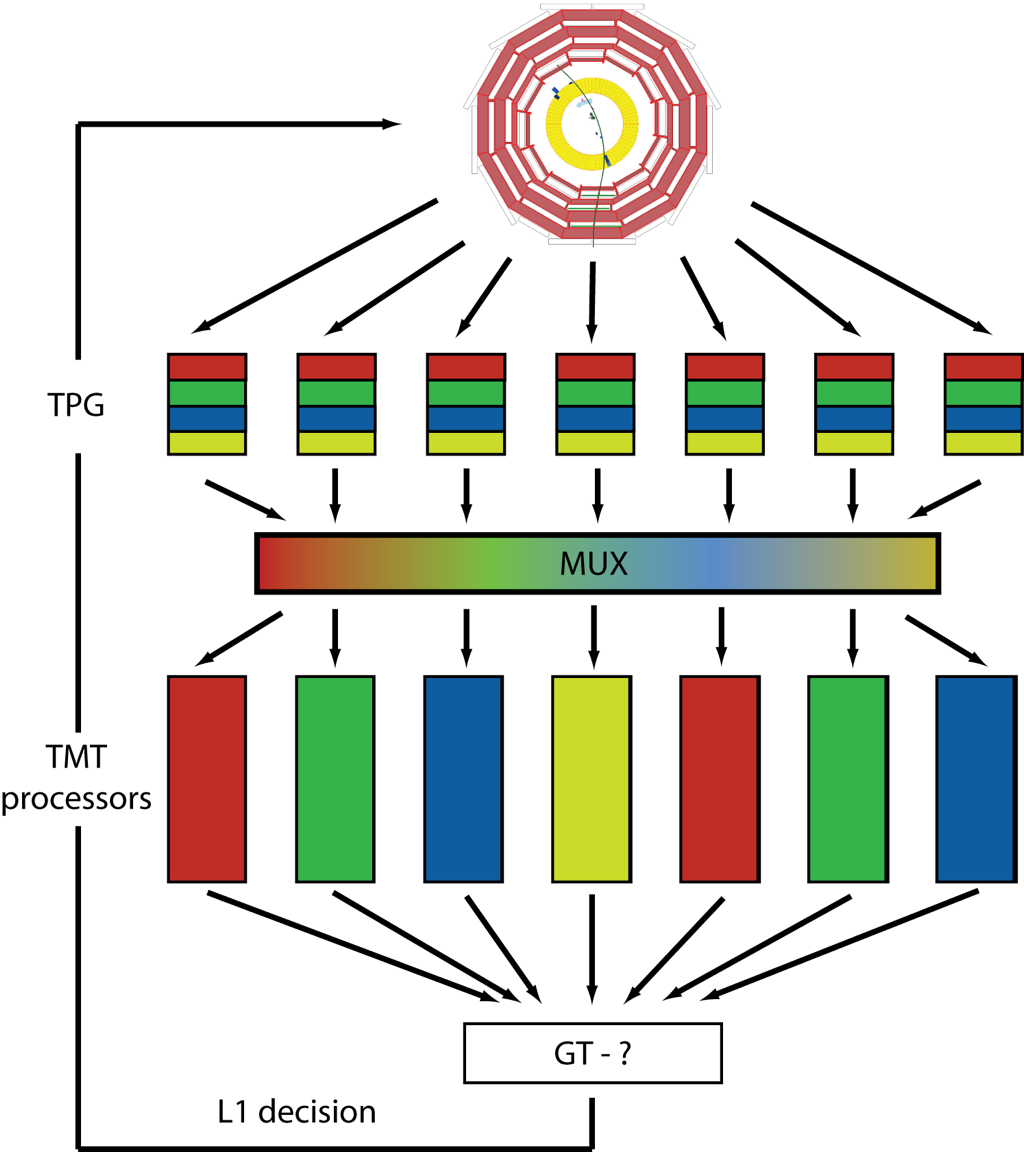 TPG
MUX
TMT
processors
GT - ?
L1 decision